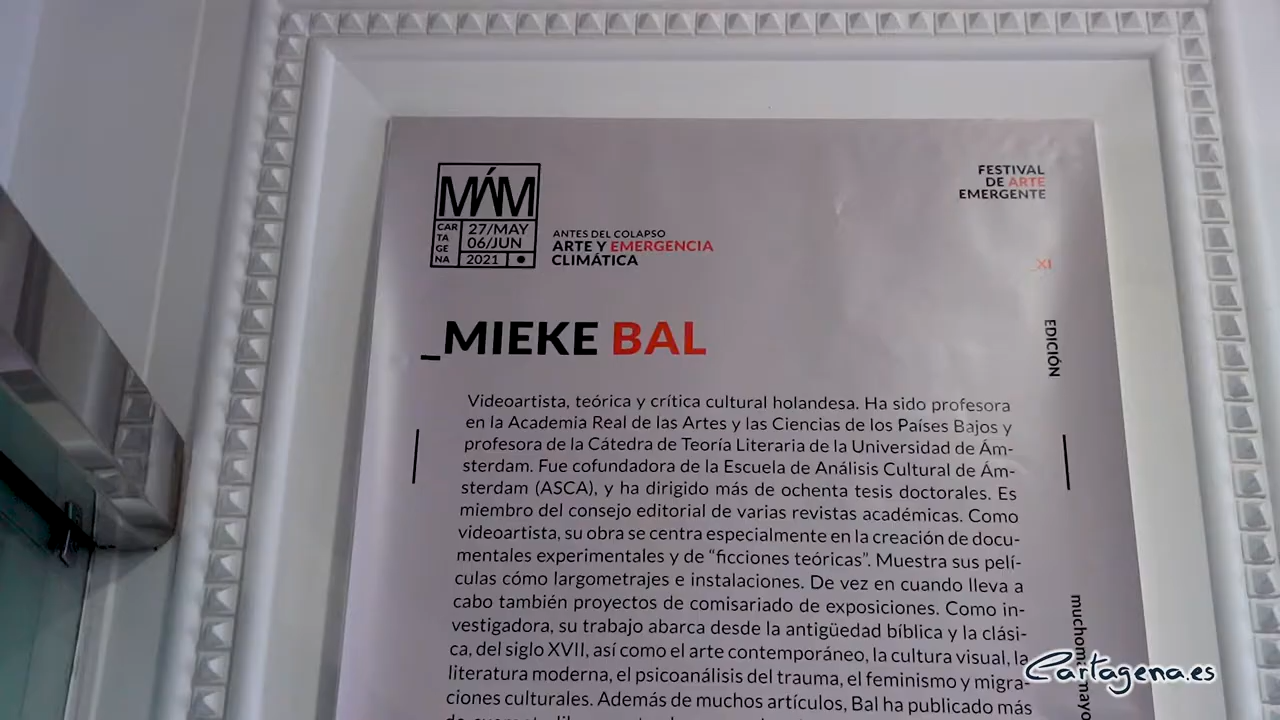 MÁM
CAR
TA
GE
NA
27/MAY
06/JUN
2021
ANTES DEL COLAPSO
ARTE Y EMERGENCIA
CLIMÁTICA
FESTIVAL
DE ARTE
EMERGENTE
_XI
EDICIÓN
_MIEKE BAL
Videoartista, teórica y crítica cultural holandesa. Ha sido profesora
en la Academia Real de las Artes y las Ciencias de los Países Bajos y
profesora de la Cátedra de Teoría Literaria de la Universidad de Ám-
sterdam. Fue cofundadora de la Escuela de Análisis Cultural de Ám-
sterdam (ASCA), y ha dirigido más de ochenta tesis doctorales. Es
miembro del consejo editorial de varias revistas académicas. Como
videoartista, su obra se centra especialmente en la creación de docu-
mentales experimentales y de “ficciones teóricas”. Muestra sus pelí-
culas cómo largometrajes e instalaciones. De vez en cuando lleva a
cabo también proyectos de comisariado de exposiciones. Como in-
vestigadora, su trabajo abarca desde la antigüedad bíblica y la clási-
ca, del siglo XVII, así como el arte contemporáneo, la cultura visual, la
literatura moderna, el psicoanálisis del trauma, el feminismo y migra-
ciones culturales. Además de muchos artículos, Bal ha publicado más
Cartagena.es